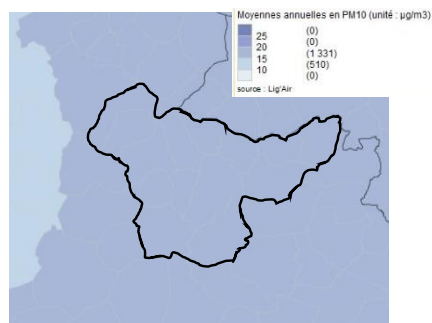 Moyennes annuelles en PM10 (unité : µg/m3)
25 (0)
20 (0)
15 (1 331)
10 (510)
(0)
source : Lig'Air